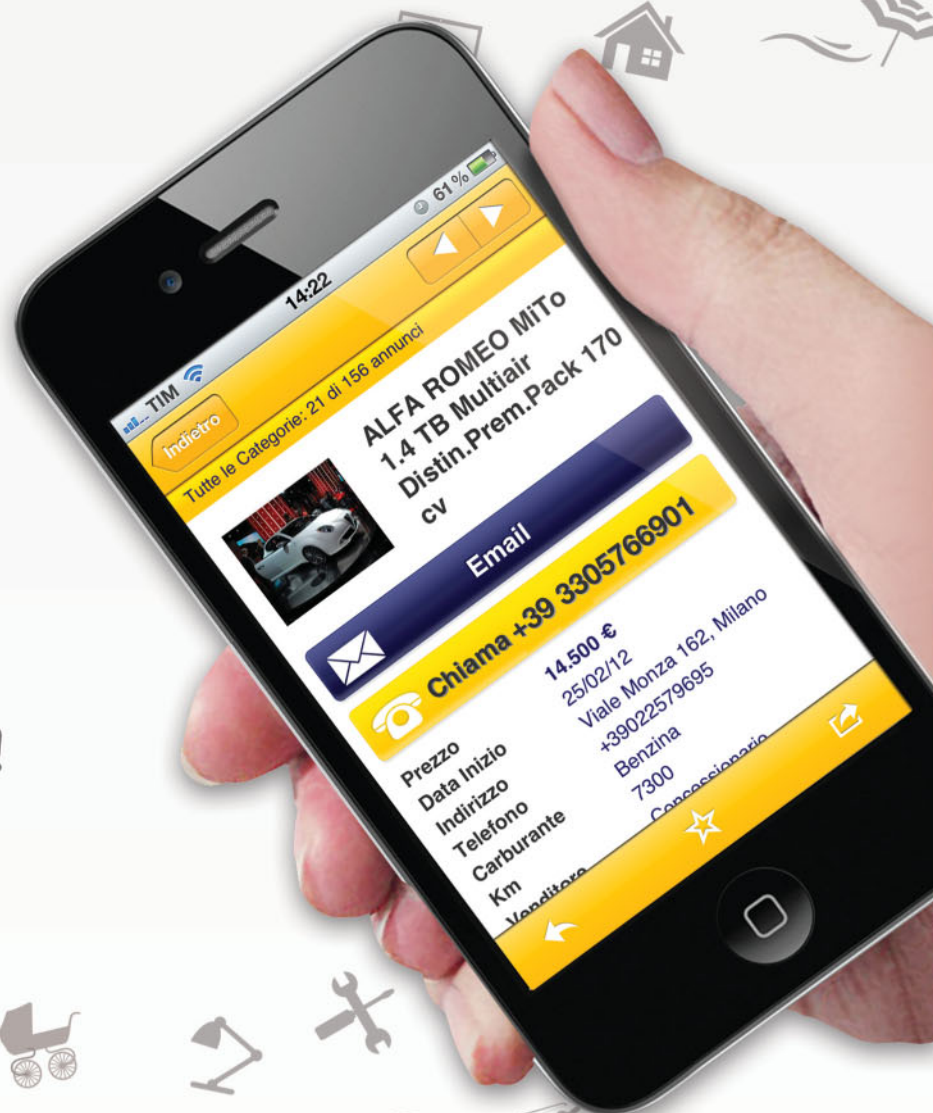 TIM 14:22 61%
Indietro
Tutte le Categorie: 21 di 156 annunci
ALFA ROMEO MiTo
1.4 TB Multiair
Distin.Prem.Pack 170
cv
Email
Chiama +39 3305766901
Prezzo 14.500 €
Data Inizio 25/02/12
Indirizzo Viale Monza 162, Milano
Telefono +39022579695
Carburante Benzina
Km 7300
Venditore Concessionario